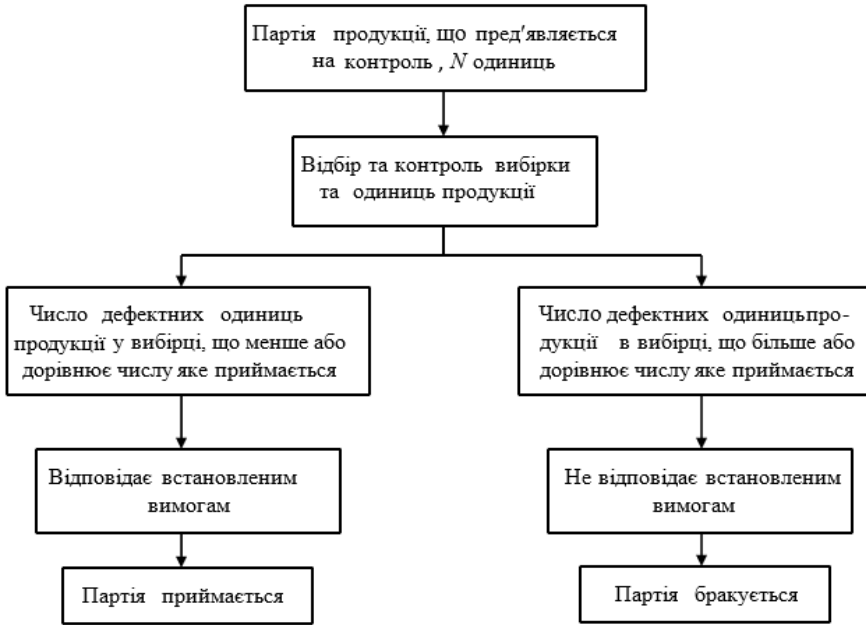 Партія продукції, що пред'являється
на контроль , N одиниць
Відбір та контроль вибірки
та одиниць продукції
Число дефектних одиниць
продукції у вибірці, що менше або
дорівнює числу яке приймається
Число дефектних одиницьпро-
дукції в вибірці, що більше або
дорівнює числу яке приймається
Відповідає встановленим
вимогам
Не відповідає встановленим
вимогам
Партія приймається
Партія бракується